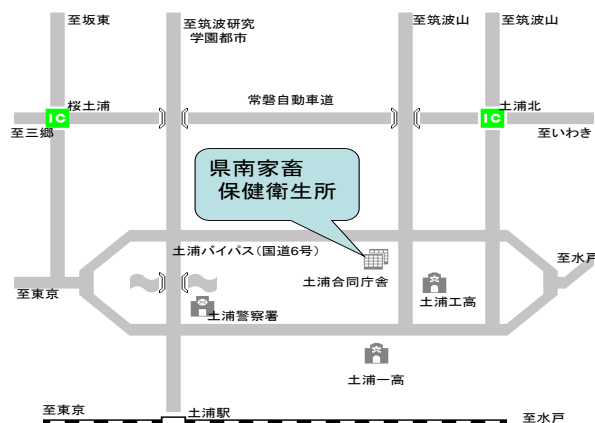 至坂東
至筑波研究
学園都市
至筑波山
至筑波山
桜土浦
常磐自動車道
土浦北
IC
IC
至三郷
至いわき
県南家畜
保健衛生所
土浦バイパス(国道6号)
至水戸
土浦合同庁舎
至東京
土浦工高
土浦警察署
土浦一高
至東京
土浦駅
至水戸